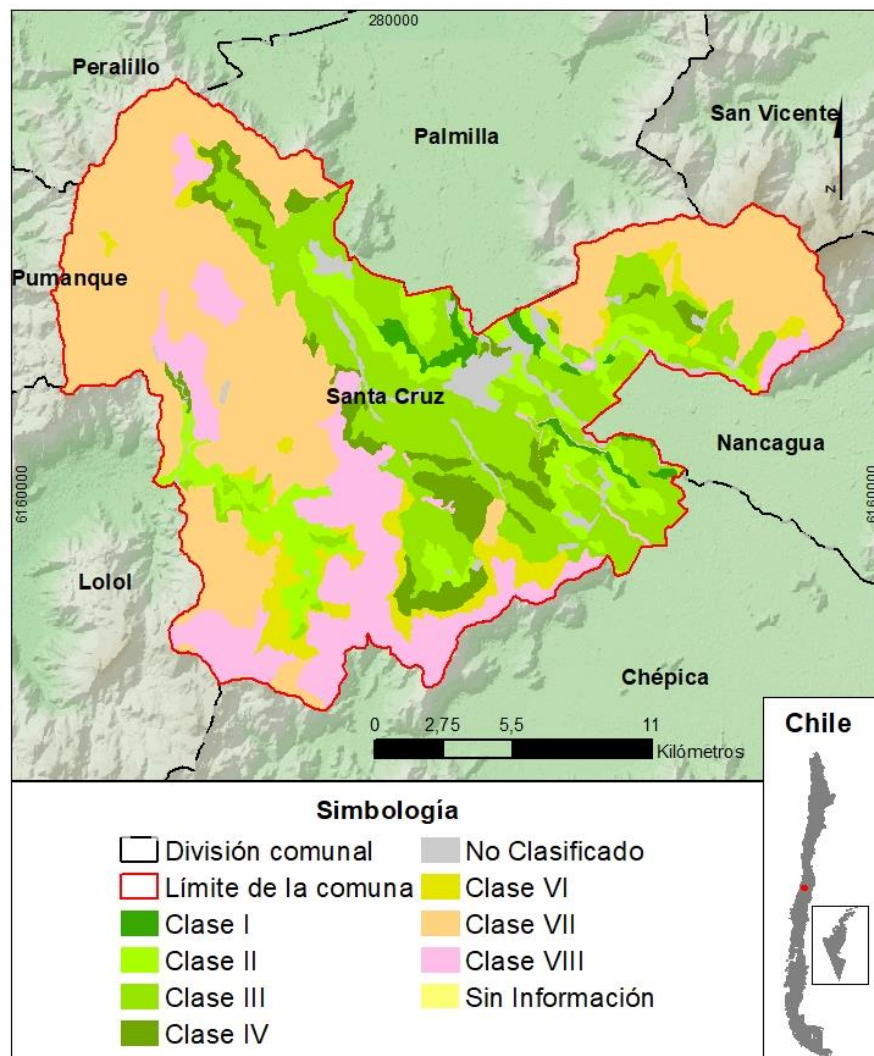 280000
Peralillo
Palmilla
San Vicente
N
Pumanque
Santa Cruz
Nancagua
6160000
6160000
Lolol
Chépica
0 2,75 5,5 11
Kilómetros
Chile
Simbología
División comunal
No Clasificado
Límite de la comuna
Clase VI
Clase I
Clase VII
Clase II
Clase VIII
Clase III
Sin Información
Clase IV